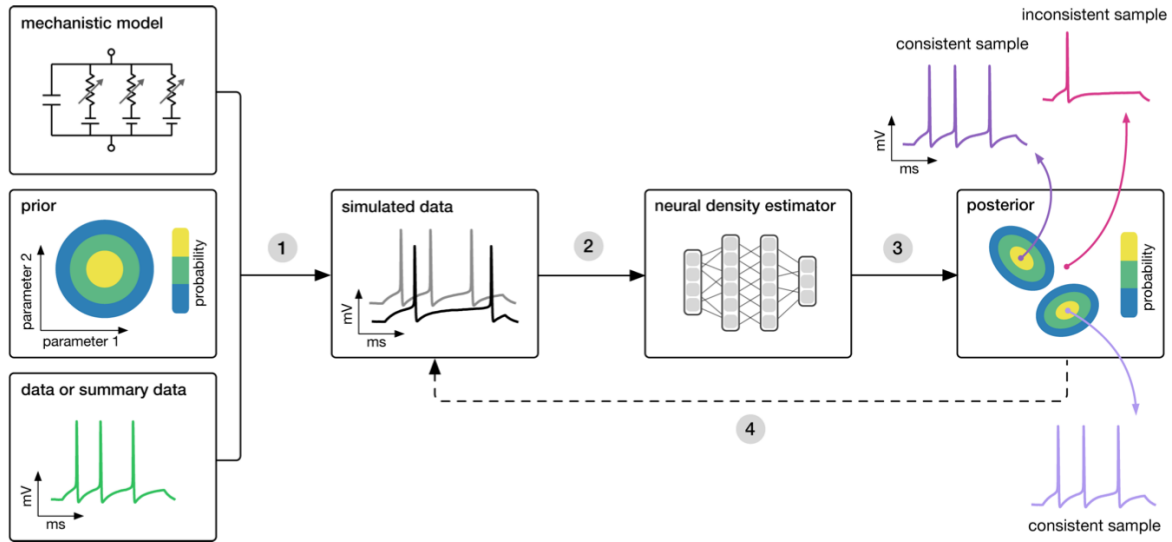 mechanistic model
prior
parameter 2
parameter 1
probability
data or summary data
mV
ms
1
simulated data
mV
ms
2
neural density estimator
3
posterior
probability
4
consistent sample
mV
ms
inconsistent sample
consistent sample